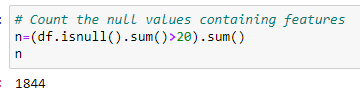 # Count the null values containing features
n=(df.isnull().sum()>20).sum()
n
1844